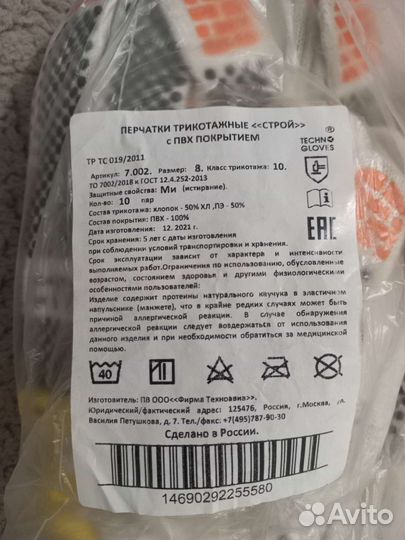 ПЕРЧАТКИ ТРИКОТАЖНЫЕ <<СТРОЙ>>
с ПВХ ПОКРЫТИЕМ
®
TECHNO
GLOVES
ТР ТС 019/2011
Артикул: 7.002. Размер: 8. Класс трикотажа: 10.
ТО 7002/2018 к ГОСТ 12.4.252-2013
Защитные свойства: Ми (истирание).
Кол-во: 10 пар
Состав трикотажа: хлопок - 50% ХЛ ,ПЭ - 50%
Состав покрытия: ПВХ - 100%
Дата изготовления: 12. 2021 г.
Срок хранения: 5 лет с даты изготовления
при соблюдении условий транспортировки и хранения.
Срок эксплуатации зависит от характера и интенсивности
выполняемых работ.Ограничения по использованию, обусловленные
возрастом, состоянием здоровья и другими физиологическими
особенностями пользователей:
Изделие содержит протеины натурального каучука в эластичном
напульснике (манжете), что в крайне редких случаях может быть
причиной аллергической реакции. В случае обнаружения
аллергической реакции следует воздержаться от использования
данного изделия и при необходимости обратиться за медицинской
помощью.
EAC
40
Изготовитель: ПВ ООО<<Фирма Техноавиа>>
Юридический/фактический адрес: 125476, Россия, г.Москва, ул.
Василия Петушкова, д. 7. Тел./факс: +7(495)787-90-30
Сделано в России.
14690292255580
Avito